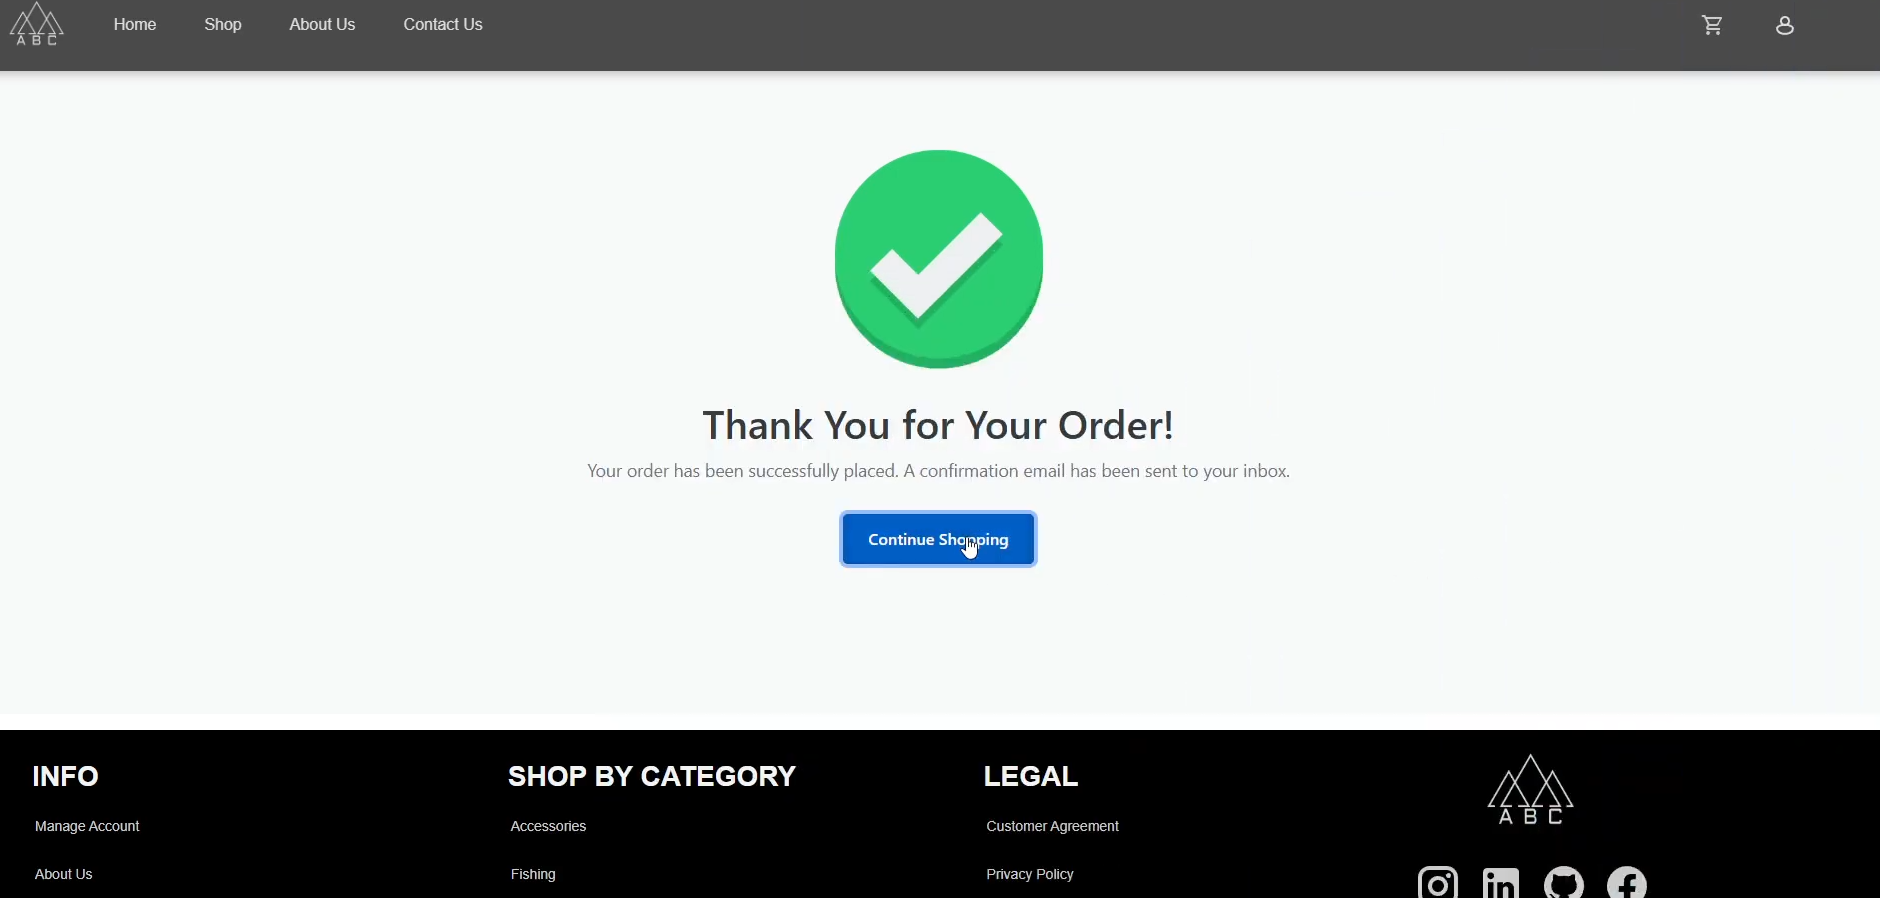 ABC
Home
Shop
About Us
Contact Us
Thank You for Your Order!
Your order has been successfully placed. A confirmation email has been sent to your inbox.
Continue Shopping
INFO
Manage Account
About Us
SHOP BY CATEGORY
Accessories
Fishing
LEGAL
Customer Agreement
Privacy Policy
ABC
in